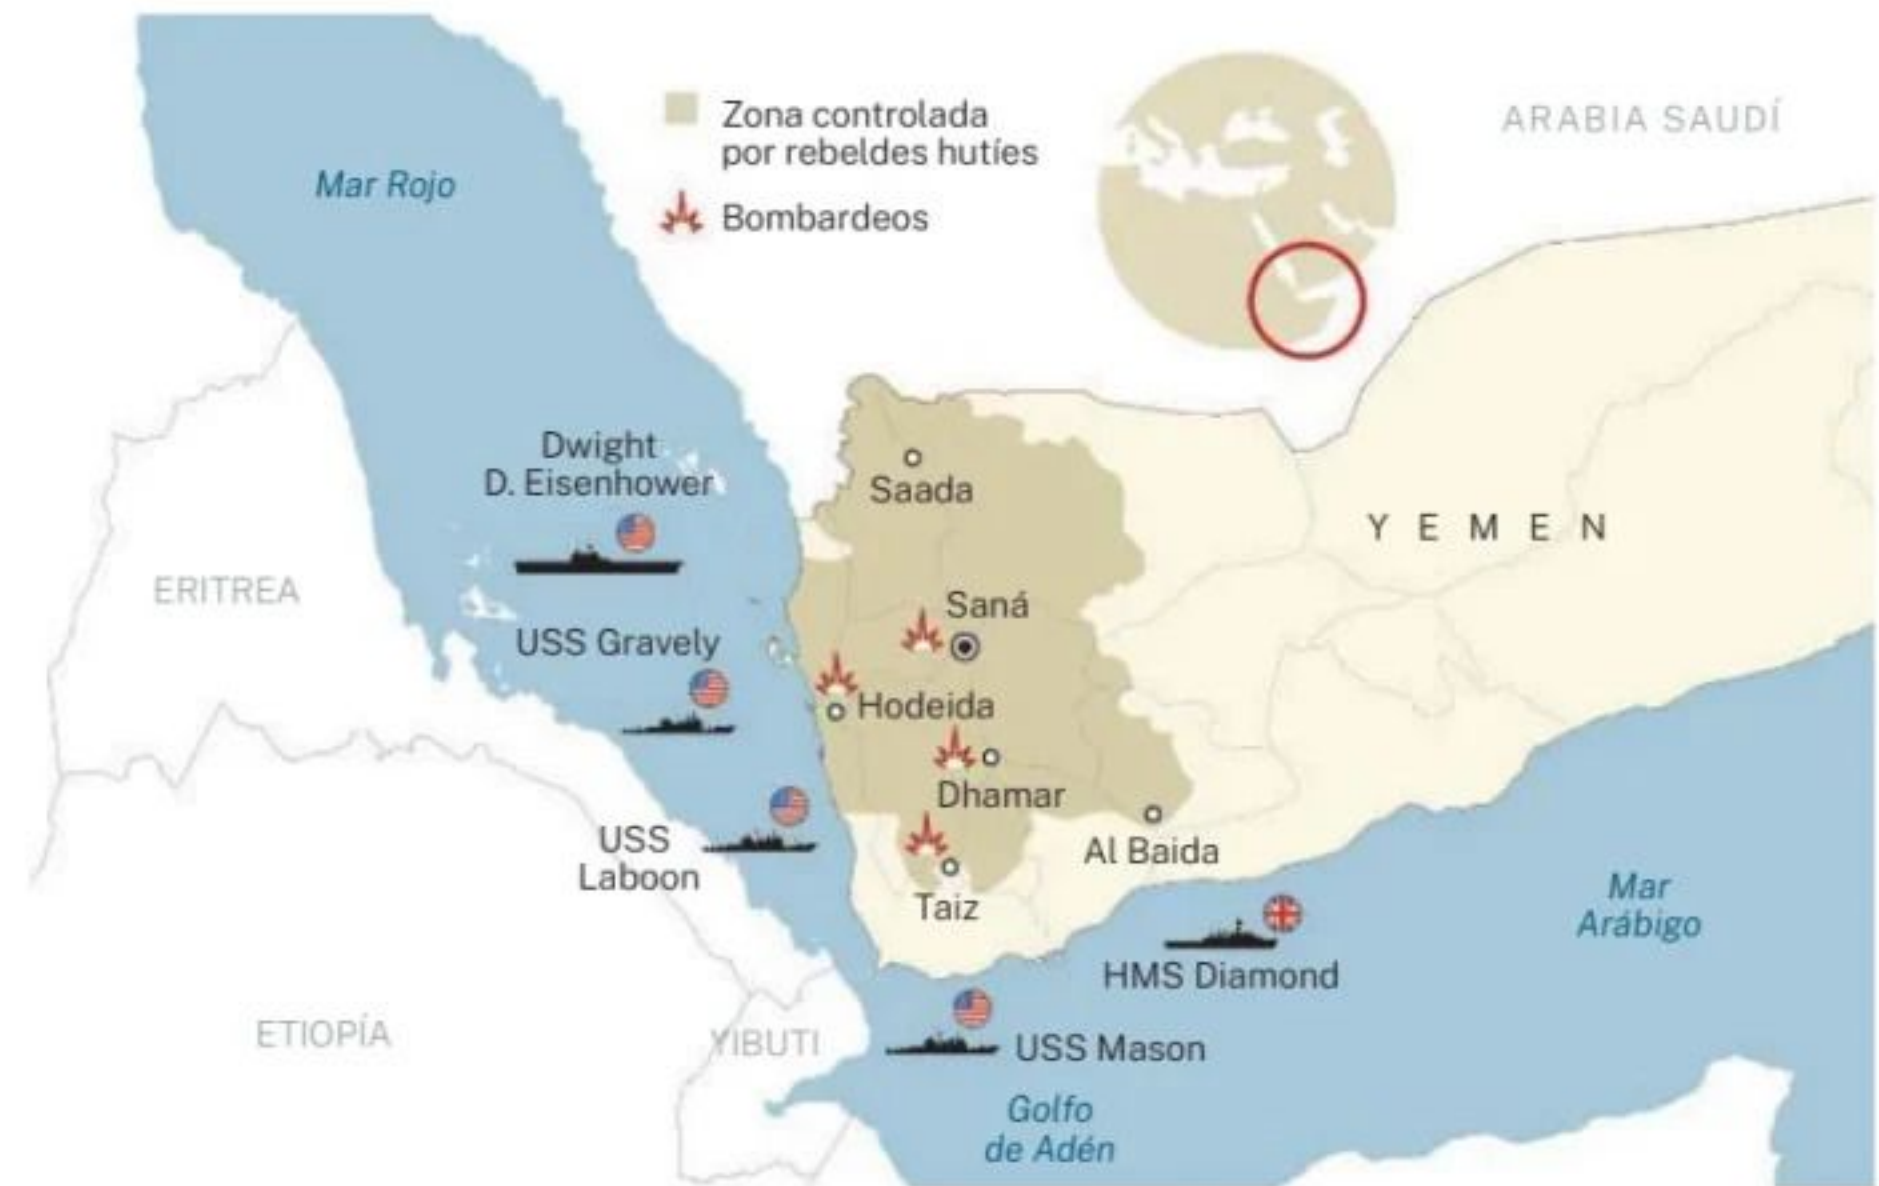 Zona controlada
por rebeldes hutíes
Bombardeos
ARABIA SAUDÍ
Mar Rojo
Dwight
D. Eisenhower
Saada
Y E M E N
ERITREA
Saná
USS Gravely
Hodeida
Dhamar
USS
Laboon
Al Baida
Taiz
Mar
Arábigo
HMS Diamond
ETIOPÍA
YIBUTI
USS Mason
Golfo
de Adén